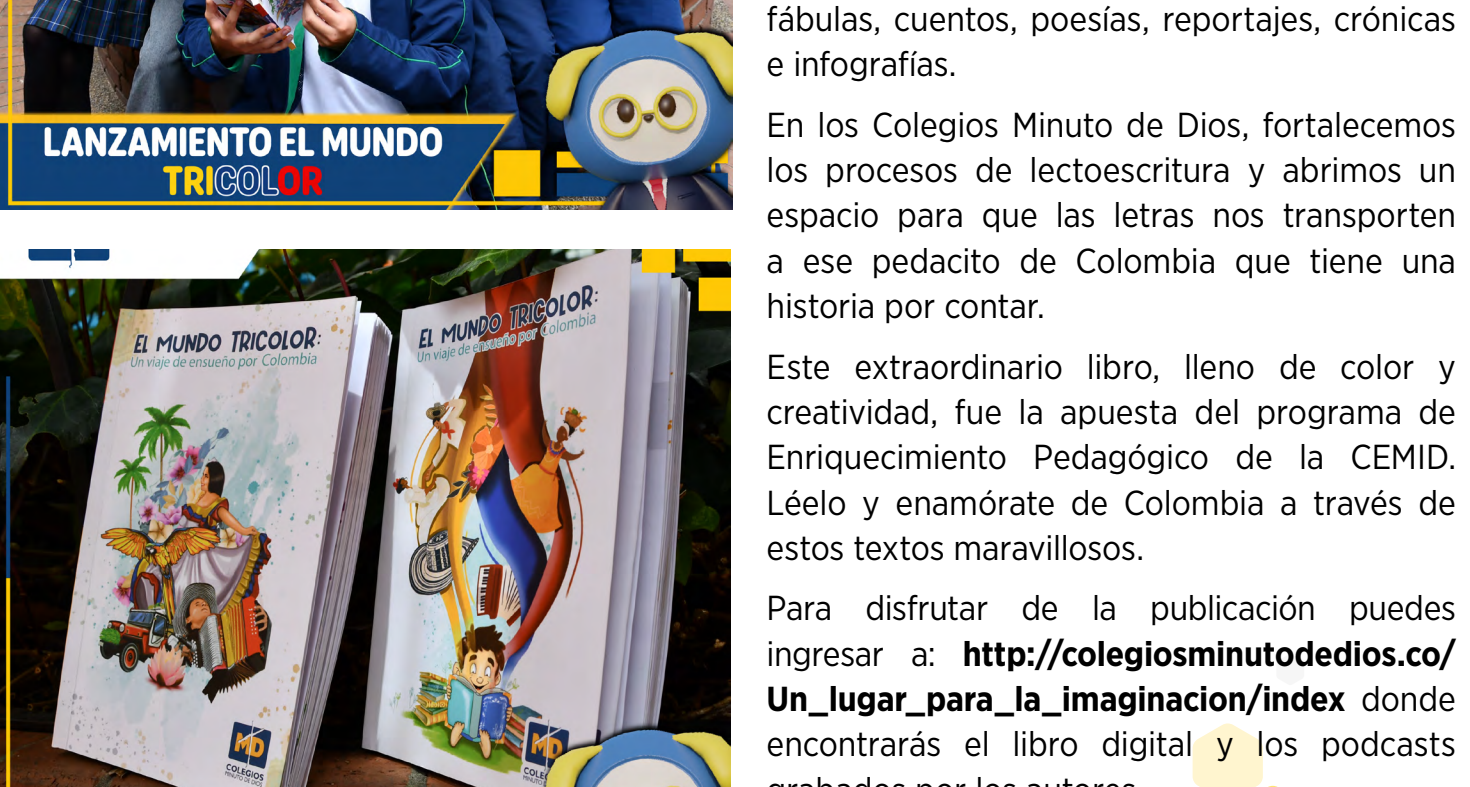 LANZAMIENTO EL MUNDO
TRICOLOR
EL MUNDO TRICOLOR:
Un viaje de ensueño por Colombia
MD
COLEGIOS
MINUTO DE DIOS
EL MUNDO TRICOLOR:
Un viaje de ensueño por Colombia
MD
fábulas, cuentos, poesías, reportajes, crónicas
e infografías.
En los Colegios Minuto de Dios, fortalecemos
los procesos de lectoescritura y abrimos un
espacio para que las letras nos transporten
a ese pedacito de Colombia que tiene una
historia por contar.
Este extraordinario libro, lleno de color y
creatividad, fue la apuesta del programa de
Enriquecimiento Pedagógico de la CEMID.
Léelo y enamórate de Colombia a través de
estos textos maravillosos.
Para disfrutar de la publicación puedes
ingresar a: http://colegiosminutodedios.co/
Un_lugar_para_la_imaginacion/index donde
encontrarás el libro digital y los podcasts
grabados por los autores